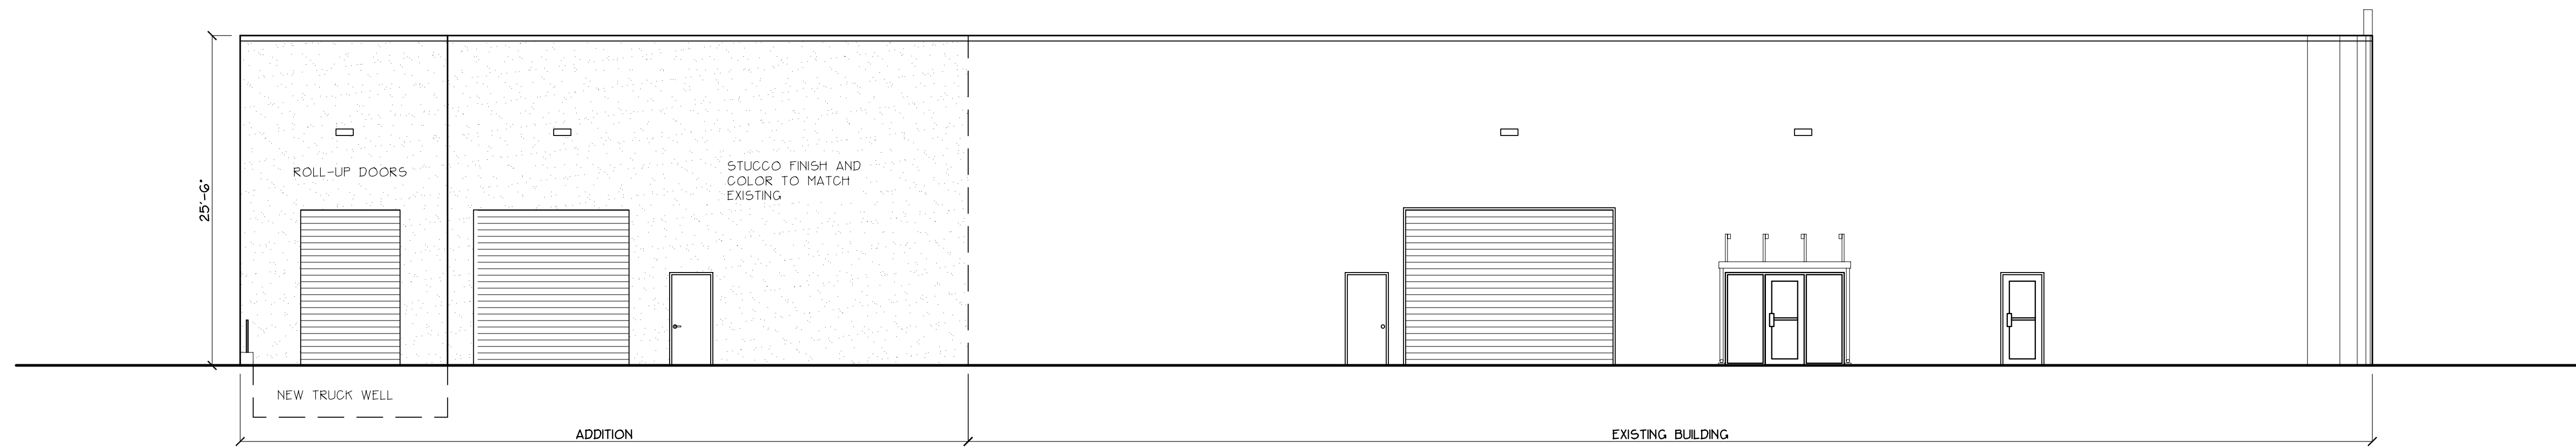 ROLL-UP DOORS
STUCCO FINISH AND
COLOR TO MATCH
EXISTING
25'-6"
NEW TRUCK WELL
ADDITION
EXISTING BUILDING